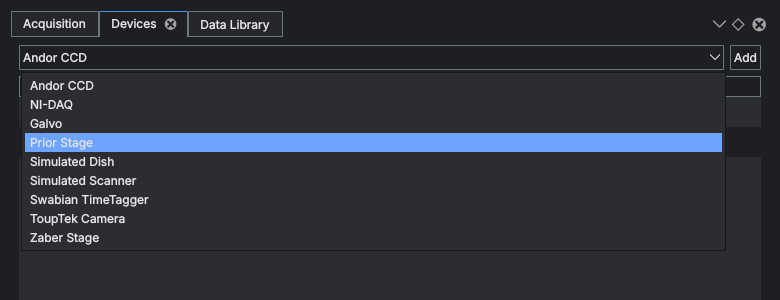 Acquisition Devices Data Library
Andor CCD Add
Andor CCD
NI-DAQ
Galvo
Prior Stage
Simulated Dish
Simulated Scanner
Swabian TimeTagger
ToupTek Camera
Zaber Stage